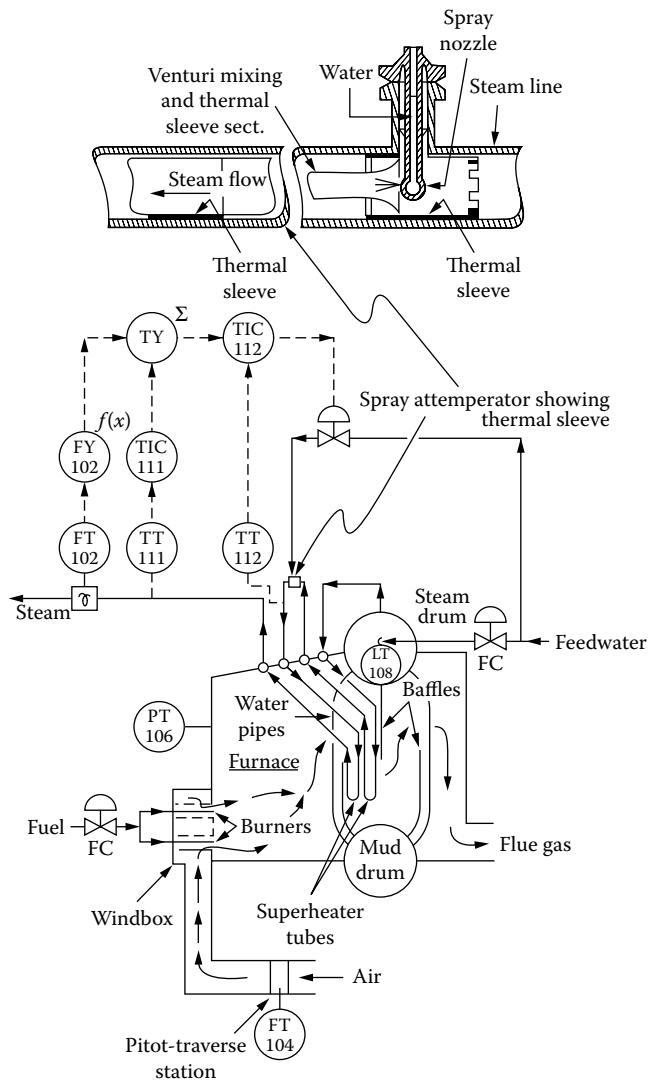 Spray
nozzle
Venturi mixing
and thermal
sleeve sect.
Water
Steam line
Steam flow
Thermal
sleeve
Thermal
sleeve
TY
Σ
TIC
112
Spray attemperator showing
thermal sleeve
f(x)
FY
102
TIC
111
FT
102
TT
111
TT
112
Steam
Steam
drum
FC
Feedwater
LT
108
Baffles
Water
pipes
PT
106
Furnace
Fuel
FC
Burners
Flue gas
Mud
drum
Windbox
Superheater
tubes
Air
Pitot-traverse
station
FT
104